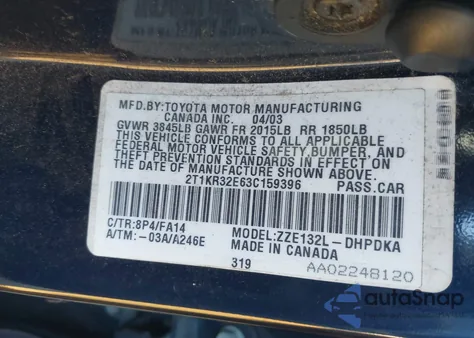 MFD.BY:TOYOTA MOTOR MANUFACTURING
CANADA INC. 04/03
GVWR 3845LB GAWR FR 2015LB RR 1850LB
THIS VEHICLE CONFORMS TO ALL APPLICABLE
FEDERAL MOTOR VEHICLE SAFETY,BUMPER, AND
THEFT PREVENTION STANDARDS IN EFFECT ON
THE DATE OF MANUFACTURE SHOWN ABOVE.
2T1KR32E63C159396 PASS.CAR
C/TR:8P4/FA14 MODEL:ZZE132L-DHPDKA
A/TM:-03A/A246E MADE IN CANADA
319 AA02248120
autoSnap